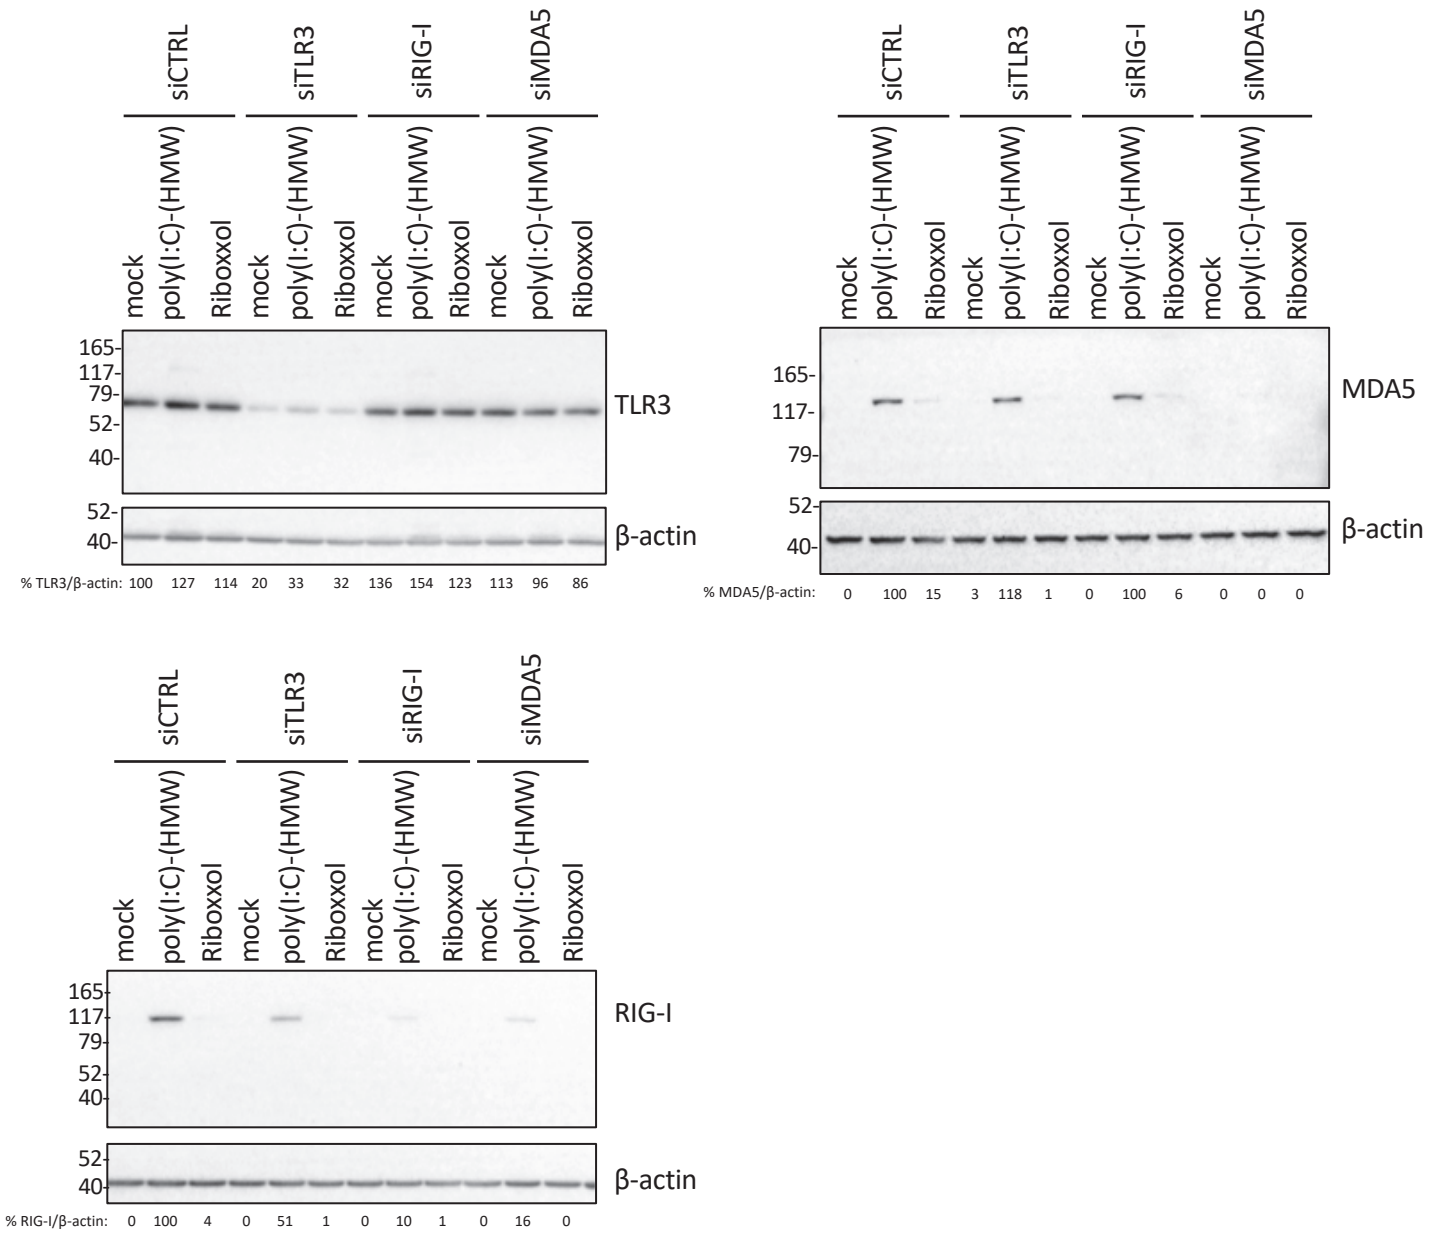 siCTRL siTLR3 siRIG-I siMDA5
mock poly(I:C)-(HMW) Riboxxol mock poly(I:C)-(HMW) Riboxxol mock poly(I:C)-(HMW) Riboxxol mock poly(I:C)-(HMW) Riboxxol
165-
117-
79-
52-
40-
TLR3
52-
40-
β-actin
% TLR3/β-actin: 100 127 114 20 33 32 136 154 123 113 96 86
siCTRL siTLR3 siRIG-I siMDA5
mock poly(I:C)-(HMW) Riboxxol mock poly(I:C)-(HMW) Riboxxol mock poly(I:C)-(HMW) Riboxxol mock poly(I:C)-(HMW) Riboxxol
165-
117-
79-
MDA5
52-
40-
β-actin
% MDA5/β-actin: 0 100 15 3 118 1 0 100 6 0 0 0
siCTRL siTLR3 siRIG-I siMDA5
mock poly(I:C)-(HMW) Riboxxol mock poly(I:C)-(HMW) Riboxxol mock poly(I:C)-(HMW) Riboxxol mock poly(I:C)-(HMW) Riboxxol
165-
117-
79-
52-
40-
RIG-I
52-
40-
β-actin
% RIG-I/β-actin: 0 100 4 0 51 1 0 10 1 0 16 0